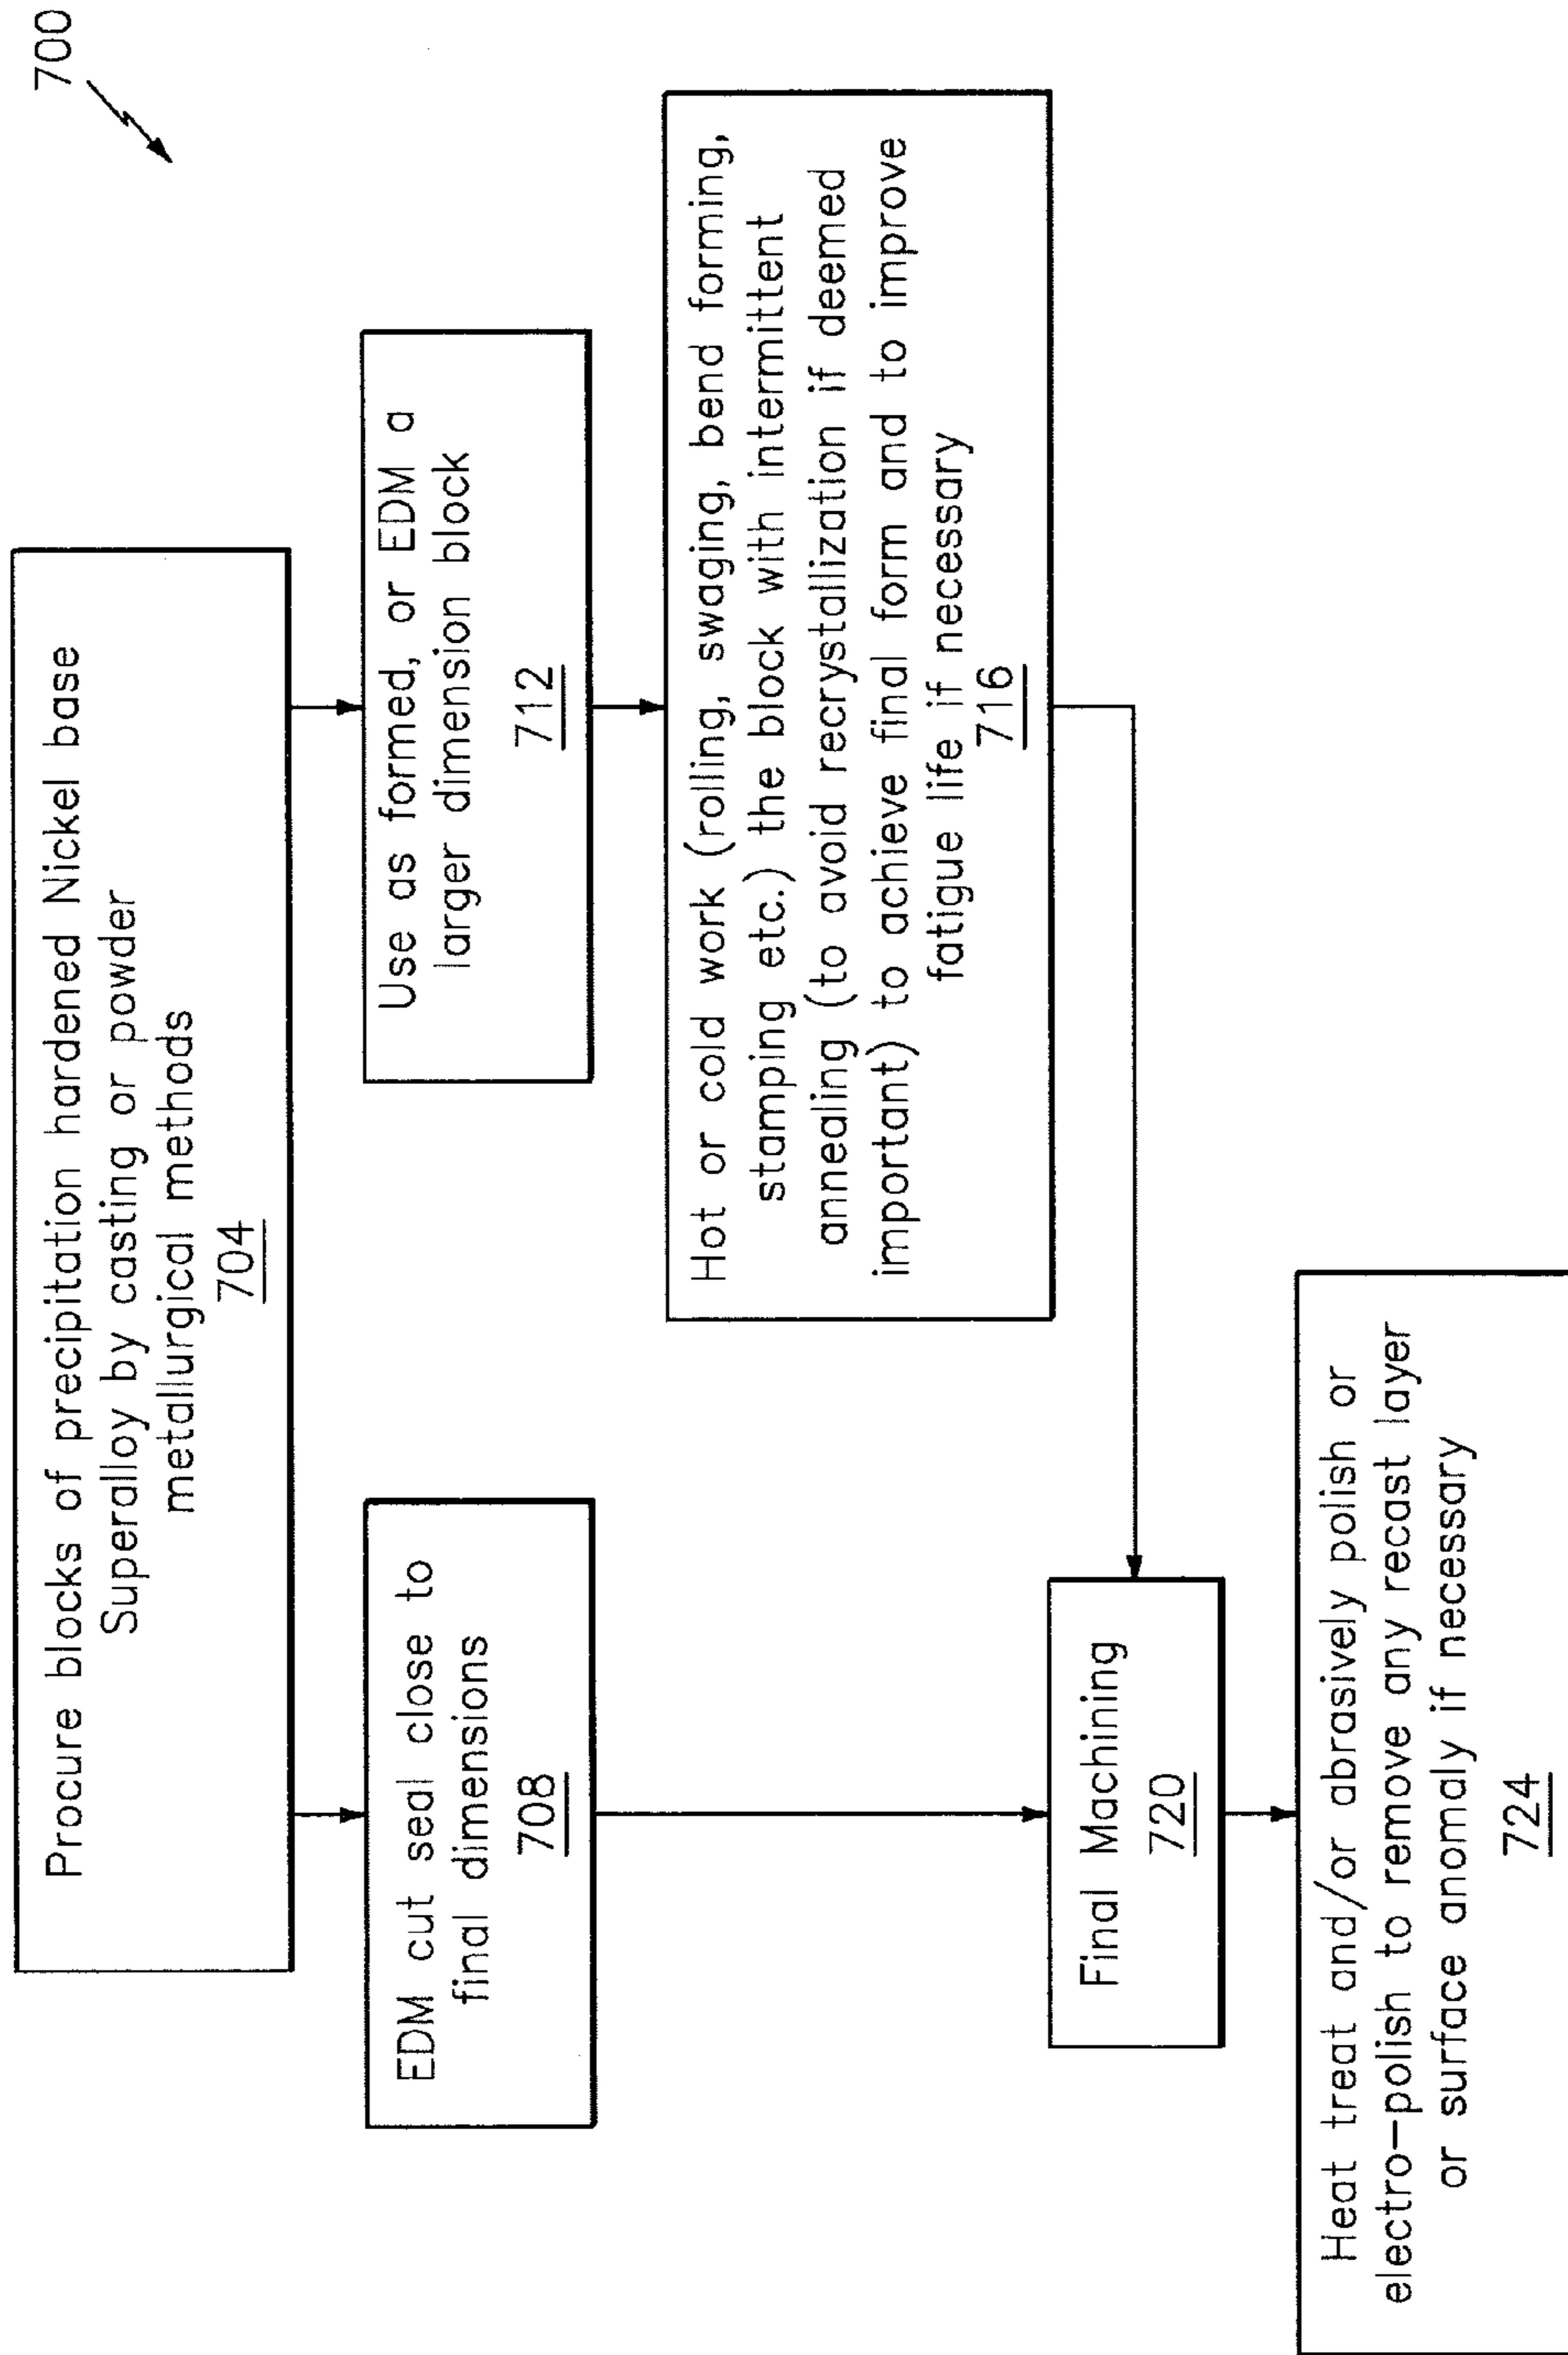 700
Procure blocks of precipitation hardened Nickel base
Superalloy by casting or powder
metallurgical methods
704
EDM cut seal close to
final dimensions
708
Use as formed, or EDM a
larger dimension block
712
Hot or cold work (rolling, swaging, bend forming,
stamping etc.) the block with intermittent
annealing (to avoid recrystallization if deemed
important) to achieve final form and to improve
fatigue life if necessary
716
Final Machining
720
Heat treat and/or abrasively polish or
electro-polish to remove any recast layer
or surface anomaly if necessary
724